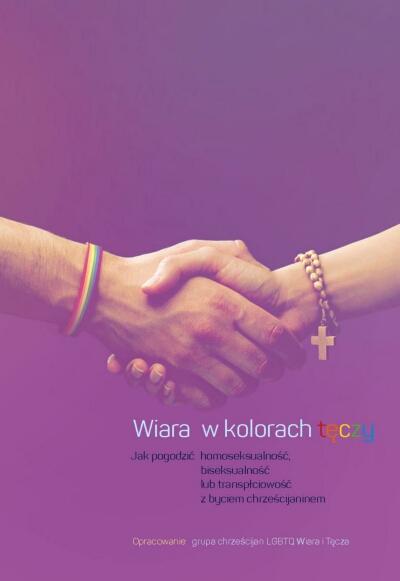 Wiara w kolorach tęczy
Jak pogodzić homoseksualność,
biseksualność
lub transpłciowość
z byciem chrześcijaninem
Opracowanie: grupa chrześcijan LGBTQ Wiara i Tęcza